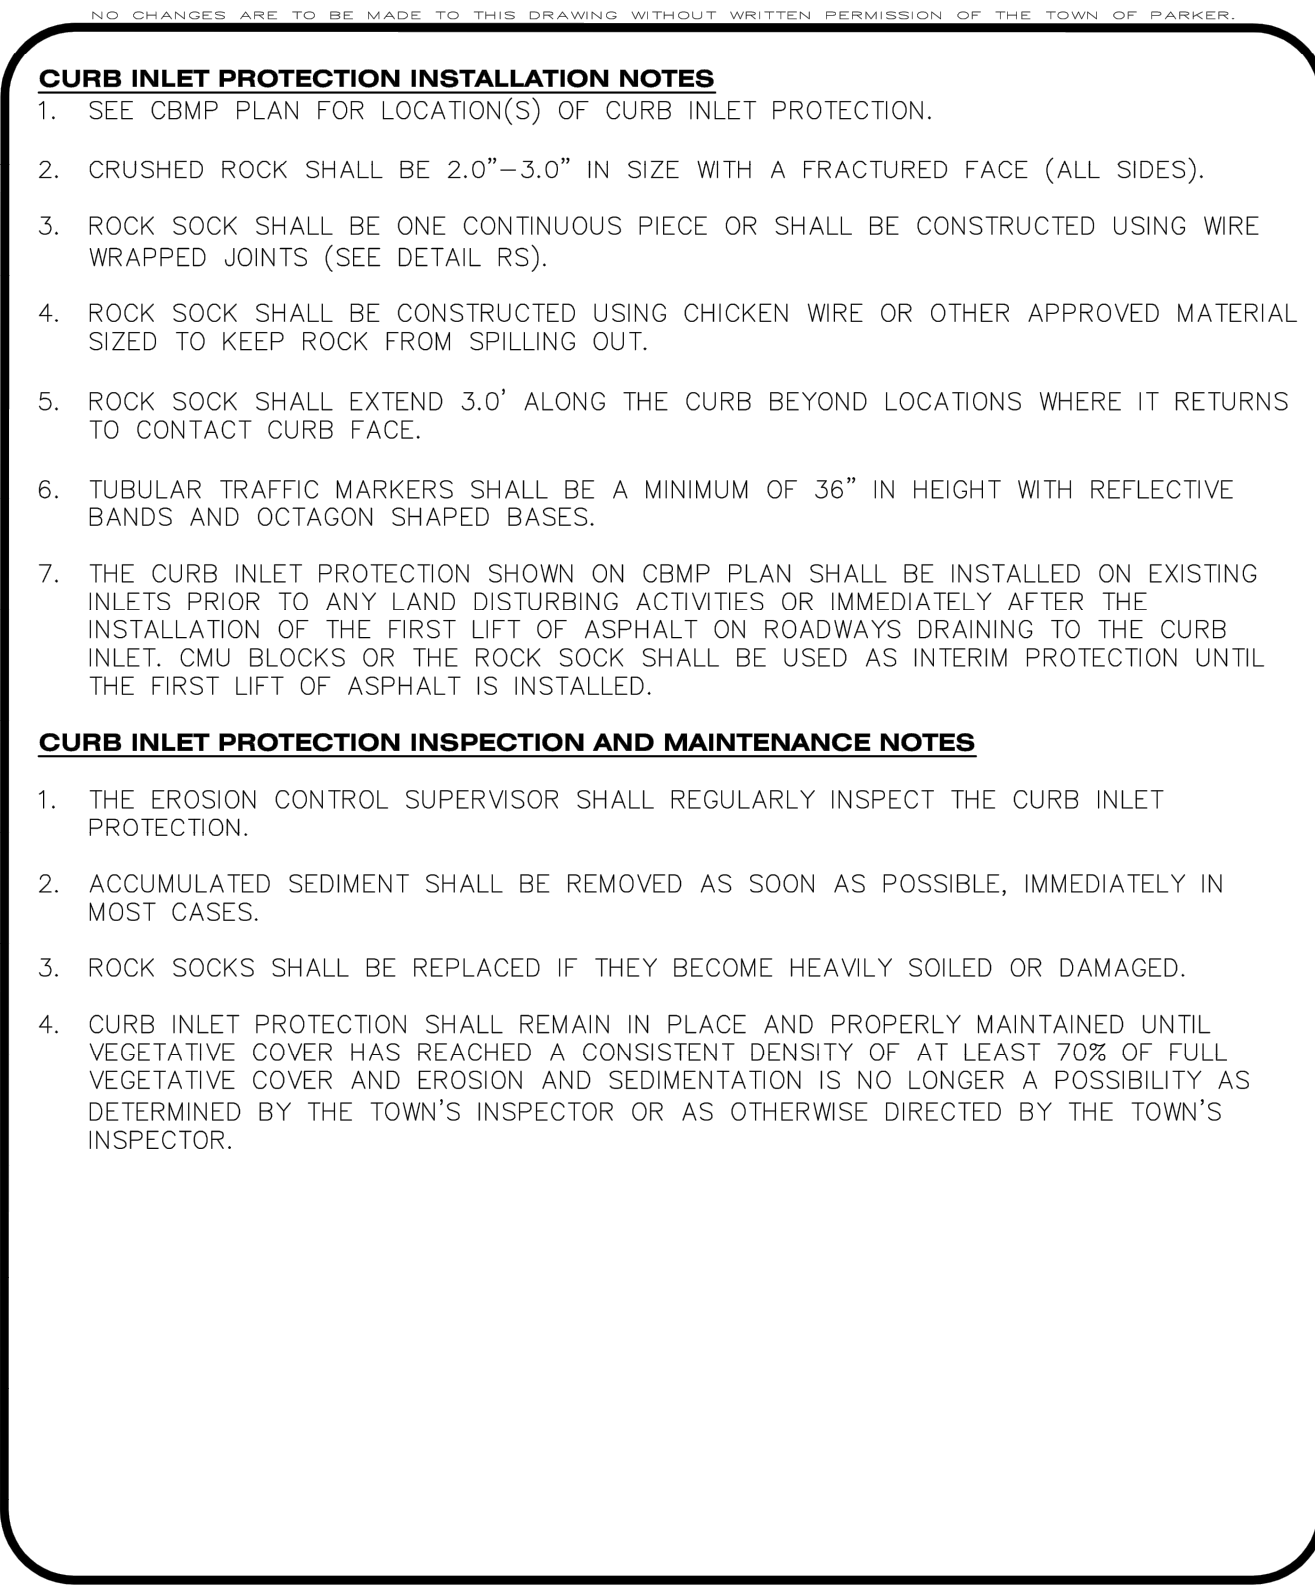 NO CHANGES ARE TO BE MADE TO THIS DRAWING WITHOUT WRITTEN PERMISSION OF THE TOWN OF PARKER.
CURB INLET PROTECTION INSTALLATION NOTES
1. SEE CBMP PLAN FOR LOCATION(S) OF CURB INLET PROTECTION.
2. CRUSHED ROCK SHALL BE 2.0”–3.0” IN SIZE WITH A FRACTURED FACE (ALL SIDES).
3. ROCK SOCK SHALL BE ONE CONTINUOUS PIECE OR SHALL BE CONSTRUCTED USING WIRE
WRAPPED JOINTS (SEE DETAIL RS).
4. ROCK SOCK SHALL BE CONSTRUCTED USING CHICKEN WIRE OR OTHER APPROVED MATERIAL
SIZED TO KEEP ROCK FROM SPILLING OUT.
5. ROCK SOCK SHALL EXTEND 3.0’ ALONG THE CURB BEYOND LOCATIONS WHERE IT RETURNS
TO CONTACT CURB FACE.
6. TUBULAR TRAFFIC MARKERS SHALL BE A MINIMUM OF 36” IN HEIGHT WITH REFLECTIVE
BANDS AND OCTAGON SHAPED BASES.
7. THE CURB INLET PROTECTION SHOWN ON CBMP PLAN SHALL BE INSTALLED ON EXISTING
INLETS PRIOR TO ANY LAND DISTURBING ACTIVITIES OR IMMEDIATELY AFTER THE
INSTALLATION OF THE FIRST LIFT OF ASPHALT ON ROADWAYS DRAINING TO THE CURB
INLET. CMU BLOCKS OR THE ROCK SOCK SHALL BE USED AS INTERIM PROTECTION UNTIL
THE FIRST LIFT OF ASPHALT IS INSTALLED.
CURB INLET PROTECTION INSPECTION AND MAINTENANCE NOTES
1. THE EROSION CONTROL SUPERVISOR SHALL REGULARLY INSPECT THE CURB INLET
PROTECTION.
2. ACCUMULATED SEDIMENT SHALL BE REMOVED AS SOON AS POSSIBLE, IMMEDIATELY IN
MOST CASES.
3. ROCK SOCKS SHALL BE REPLACED IF THEY BECOME HEAVILY SOILED OR DAMAGED.
4. CURB INLET PROTECTION SHALL REMAIN IN PLACE AND PROPERLY MAINTAINED UNTIL
VEGETATIVE COVER HAS REACHED A CONSISTENT DENSITY OF AT LEAST 70% OF FULL
VEGETATIVE COVER AND EROSION AND SEDIMENTATION IS NO LONGER A POSSIBILITY AS
DETERMINED BY THE TOWN’S INSPECTOR OR AS OTHERWISE DIRECTED BY THE TOWN’S
INSPECTOR.